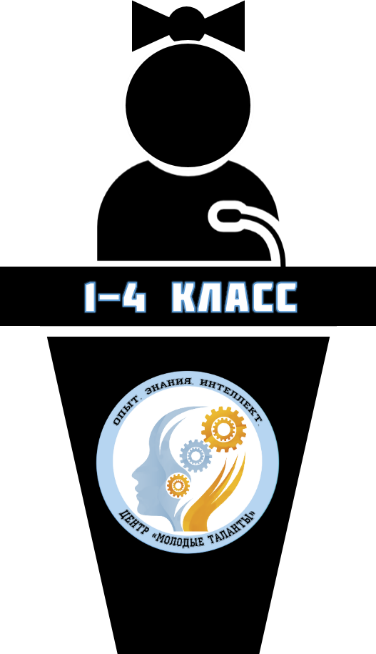 1-4 КЛАСС
ОПЫТ. ЗНАНИЯ. ИНТЕЛЛЕКТ.
ЦЕНТР «МОЛОДЫЕ ТАЛАНТЫ»